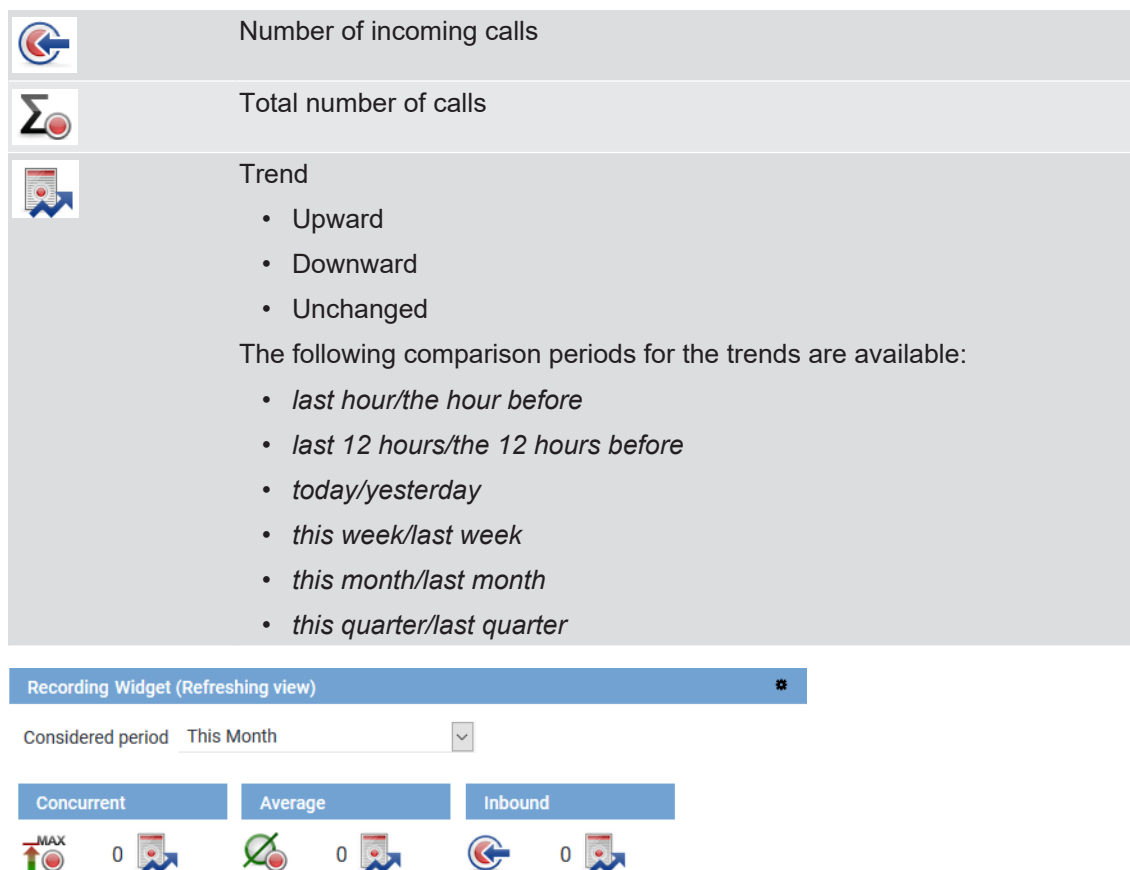 Number of incoming calls
Total number of calls
Trend
• Upward
• Downward
• Unchanged
The following comparison periods for the trends are available:
• last hour/the hour before
• last 12 hours/the 12 hours before
• today/yesterday
• this week/last week
• this month/last month
• this quarter/last quarter
Recording Widget (Refreshing view)
Considered period This Month
Concurrent Average Inbound
MAX 0 0 0